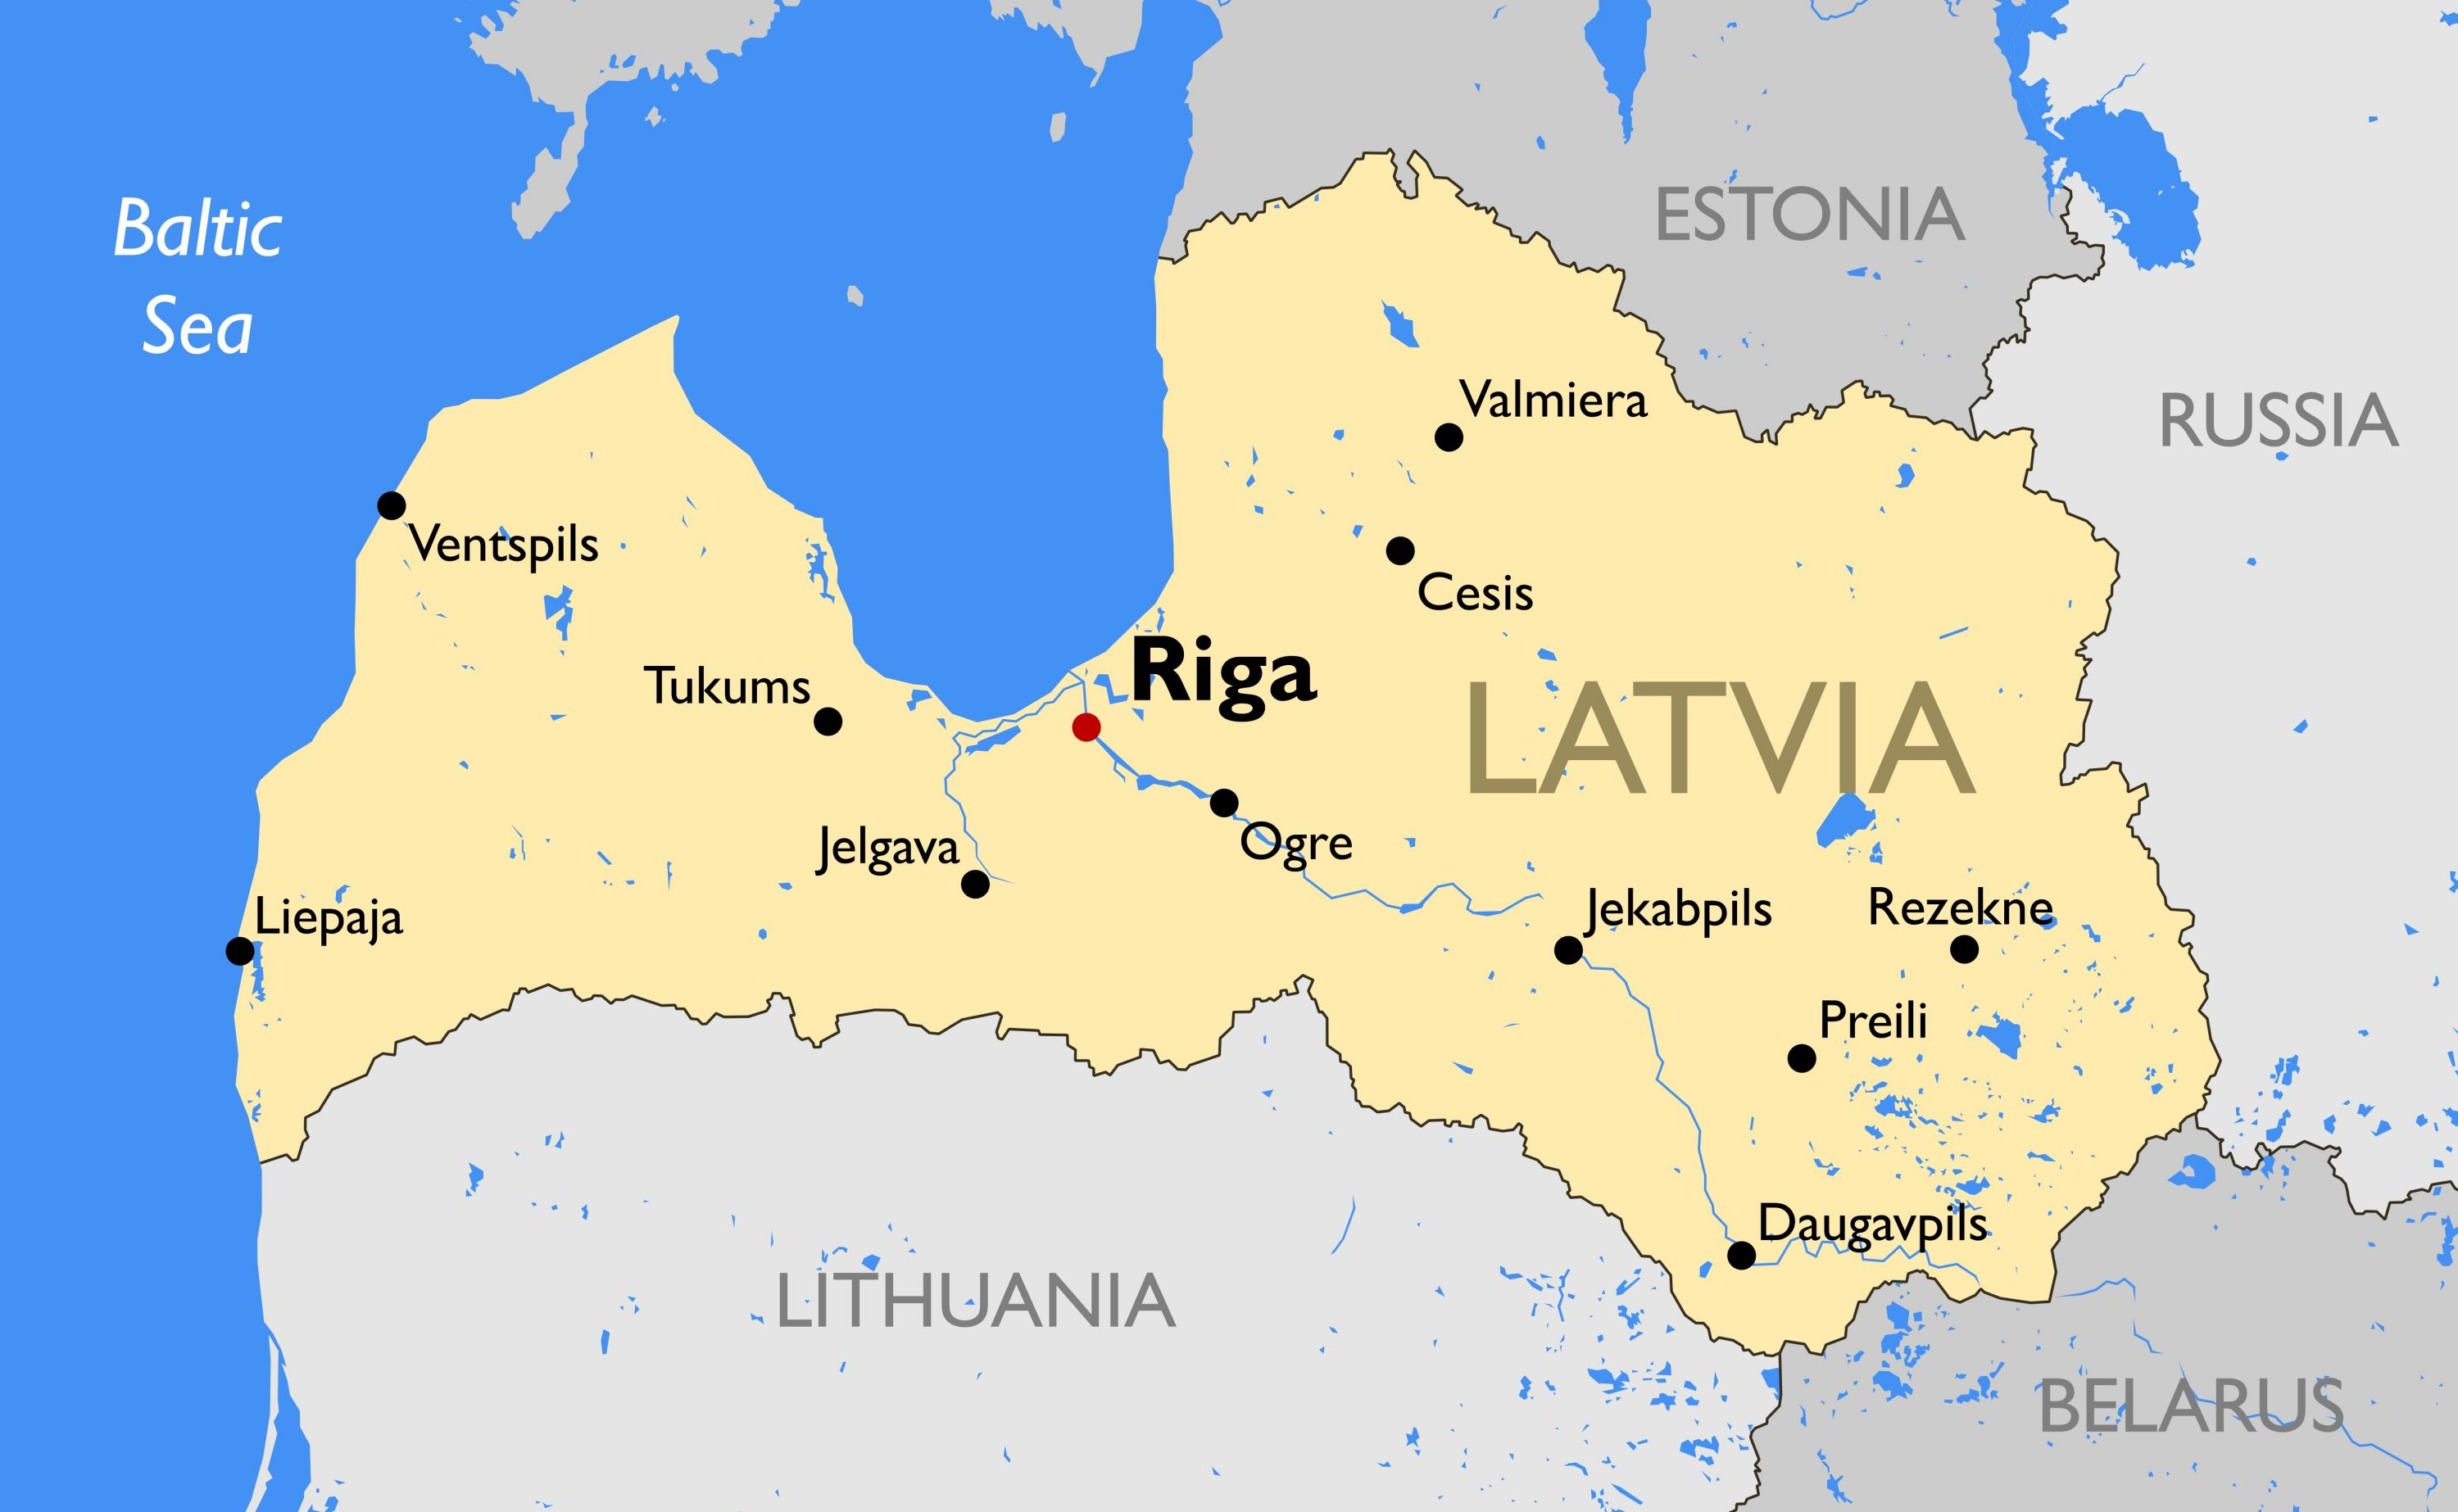 Baltic
Sea
ESTONIA
RUSSIA
Valmiera
Ventspils
Cesis
Riga
Tukums
LATVIA
Jelgava
Ogre
Liepaja
Jekabpils
Rezekne
Preili
Daugavpils
LITHUANIA
BELARUS